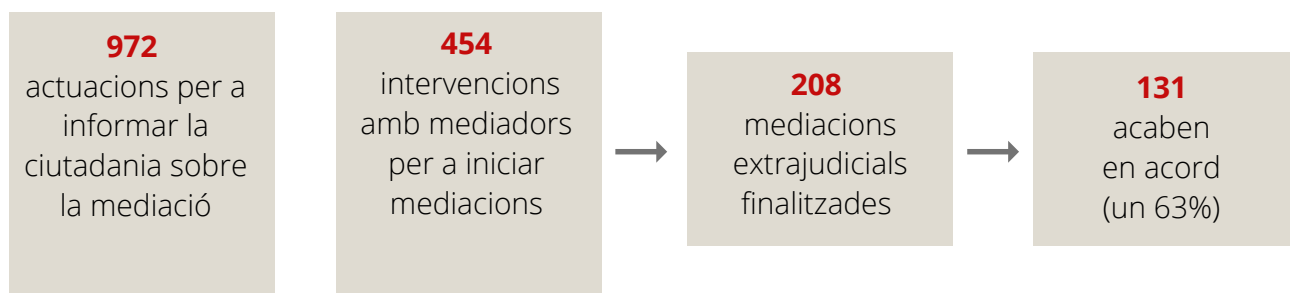 972
actuacions per a
informar la
ciutadania sobre
la mediació
454
intervencions
amb mediadors
per a iniciar
mediacions
208
mediacions
extrajudicials
finalitzades
131
acaben
en acord
(un 63%)